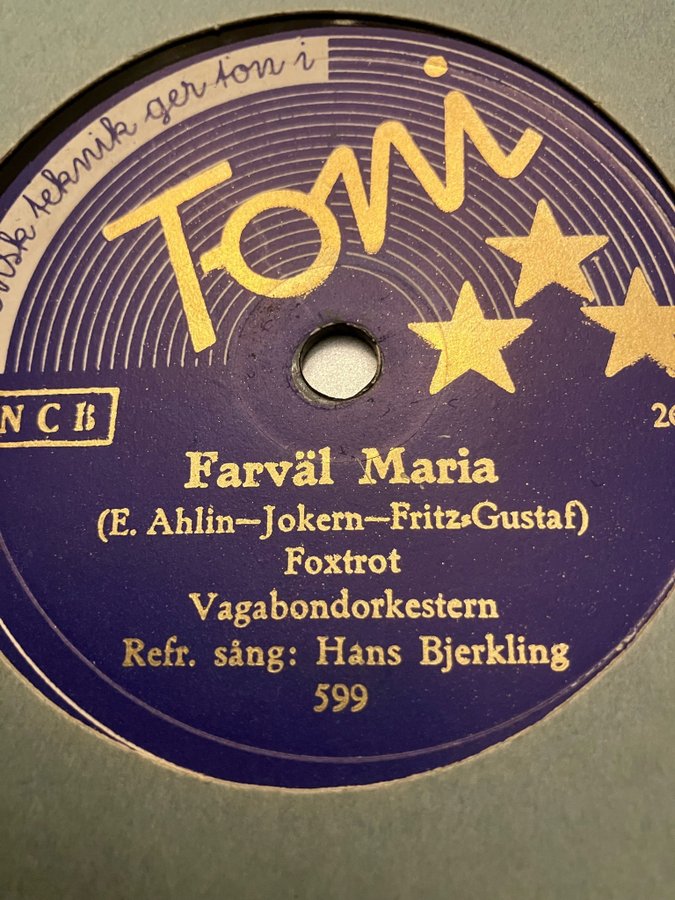 teknik ger ton i
Toni
NCB
Farväl Maria
(E. Ahlin—Jokern—Fritz=Gustaf)
Foxtrot
Vagabondorkestern
Refr. sång: Hans Bjerkling
599